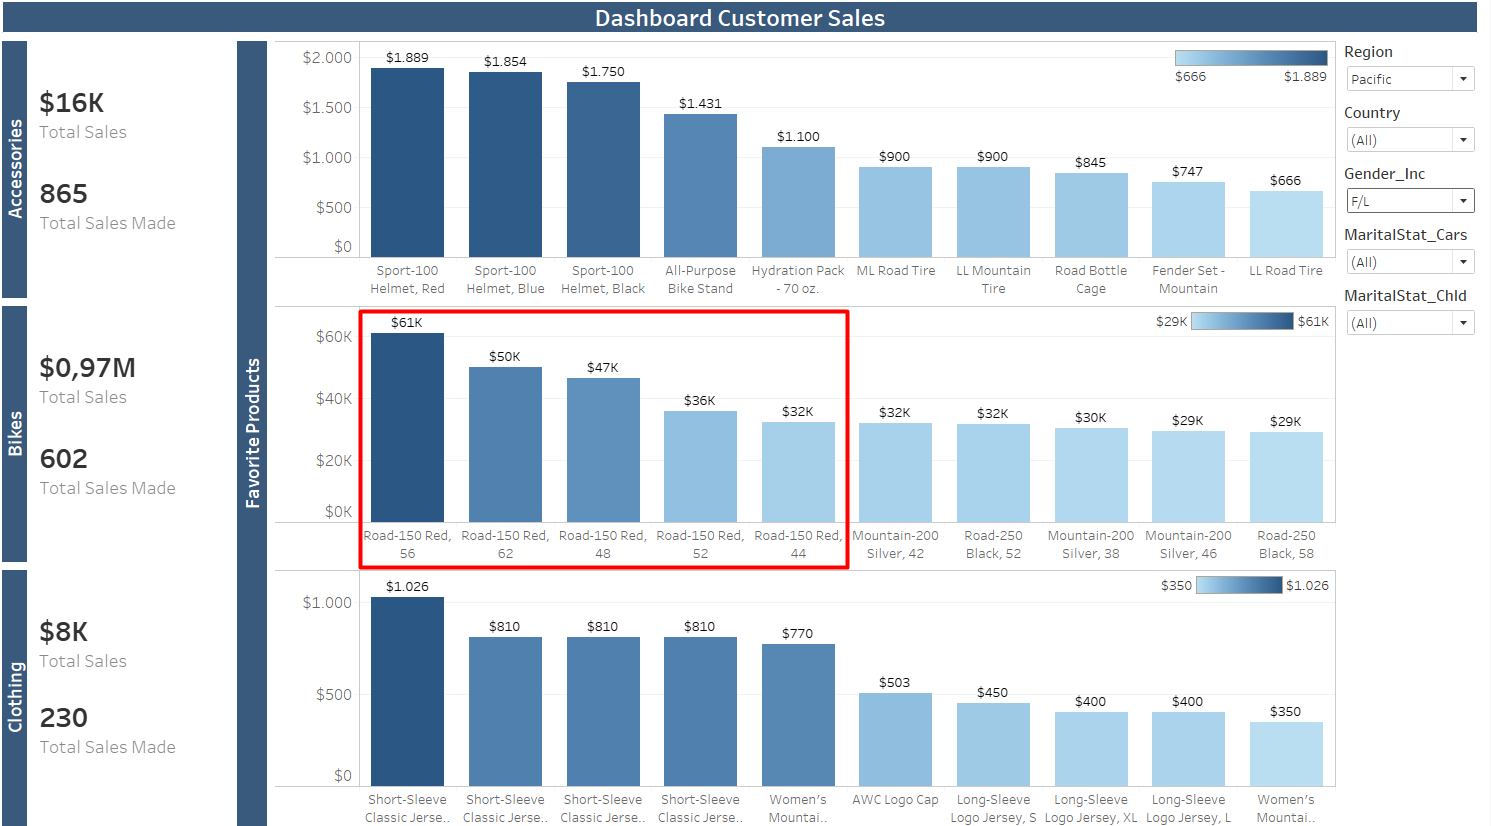 Dashboard Customer Sales
Accessories
$16K
Total Sales
865
Total Sales Made
Bikes
$0,97M
Total Sales
602
Total Sales Made
Clothing
$8K
Total Sales
230
Total Sales Made
Favorite Products
$2.000
$1.500
$1.000
$500
$0
$1.889
$1.854
$1.750
$1.431
$1.100
$900
$900
$845
$747
$666
$666
$1.889
Sport-100
Helmet, Red
Sport-100
Helmet, Blue
Sport-100
Helmet, Black
All-Purpose
Bike Stand
Hydration Pack
- 70 oz.
ML Road Tire
LL Mountain
Tire
Road Bottle
Cage
Fender Set -
Mountain
LL Road Tire
$60K
$40K
$20K
$0K
$61K
$50K
$47K
$36K
$32K
$32K
$32K
$30K
$29K
$29K
$29K
$61K
Road-150 Red,
56
Road-150 Red,
62
Road-150 Red,
48
Road-150 Red,
52
Road-150 Red,
44
Mountain-200
Silver, 42
Road-250
Black, 52
Mountain-200
Silver, 38
Mountain-200
Silver, 46
Road-250
Black, 58
$1.000
$500
$0
$1.026
$810
$810
$810
$770
$503
$450
$400
$400
$350
$350
$1.026
Short-Sleeve
Classic Jerse..
Short-Sleeve
Classic Jerse..
Short-Sleeve
Classic Jerse..
Short-Sleeve
Classic Jerse..
Women's
Mountai..
AWC Logo Cap
Long-Sleeve
Logo Jersey, S
Long-Sleeve
Logo Jersey, XL
Long-Sleeve
Logo Jersey, L
Women's
Mountai..
Region
Pacific
Country
(All)
Gender_Inc
F/L
MaritalStat_Cars
(All)
MaritalStat_Chld
(All)